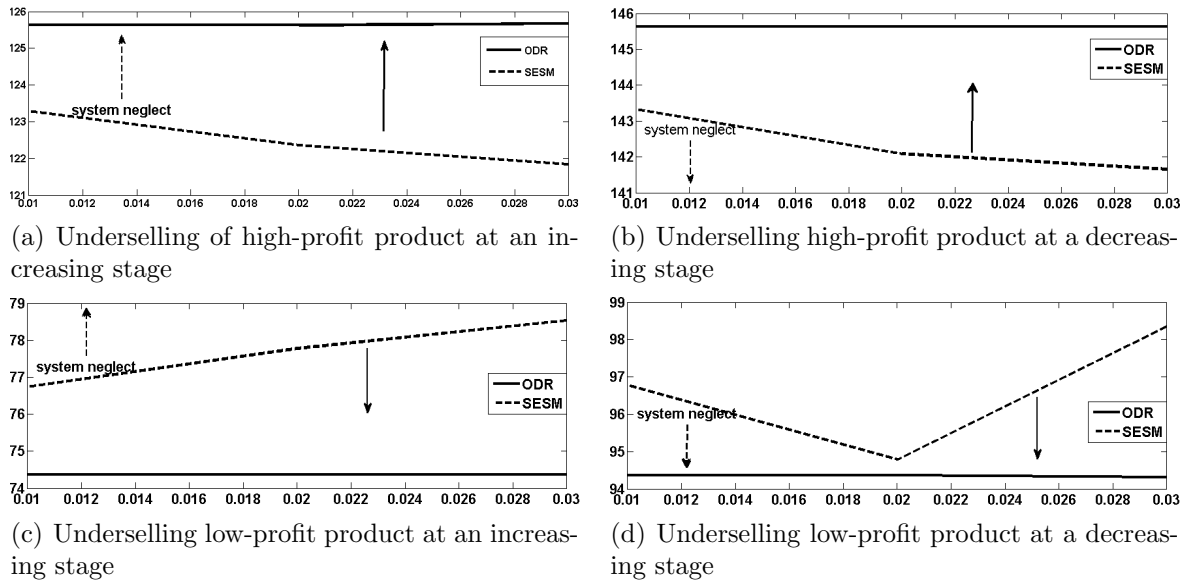 126
125
124
123
122
121
system neglect
ODR
SESM
0.01 0.012 0.014 0.016 0.018 0.02 0.022 0.024 0.026 0.028 0.03
(a) Underselling of high-profit product at an in-
creasing stage
146
145
144
143
142
141
system neglect
ODR
SESM
0.01 0.012 0.014 0.016 0.018 0.02 0.022 0.024 0.026 0.028 0.03
(b) Underselling high-profit product at a decreas-
ing stage
79
78
77
76
75
74
system neglect
ODR
SESM
0.01 0.012 0.014 0.016 0.018 0.02 0.022 0.024 0.026 0.028 0.03
(c) Underselling low-profit product at an increas-
ing stage
99
98
97
96
95
94
system neglect
ODR
SESM
0.01 0.012 0.014 0.016 0.018 0.02 0.022 0.024 0.026 0.028 0.03
(d) Underselling low-profit product at a decreas-
ing stage